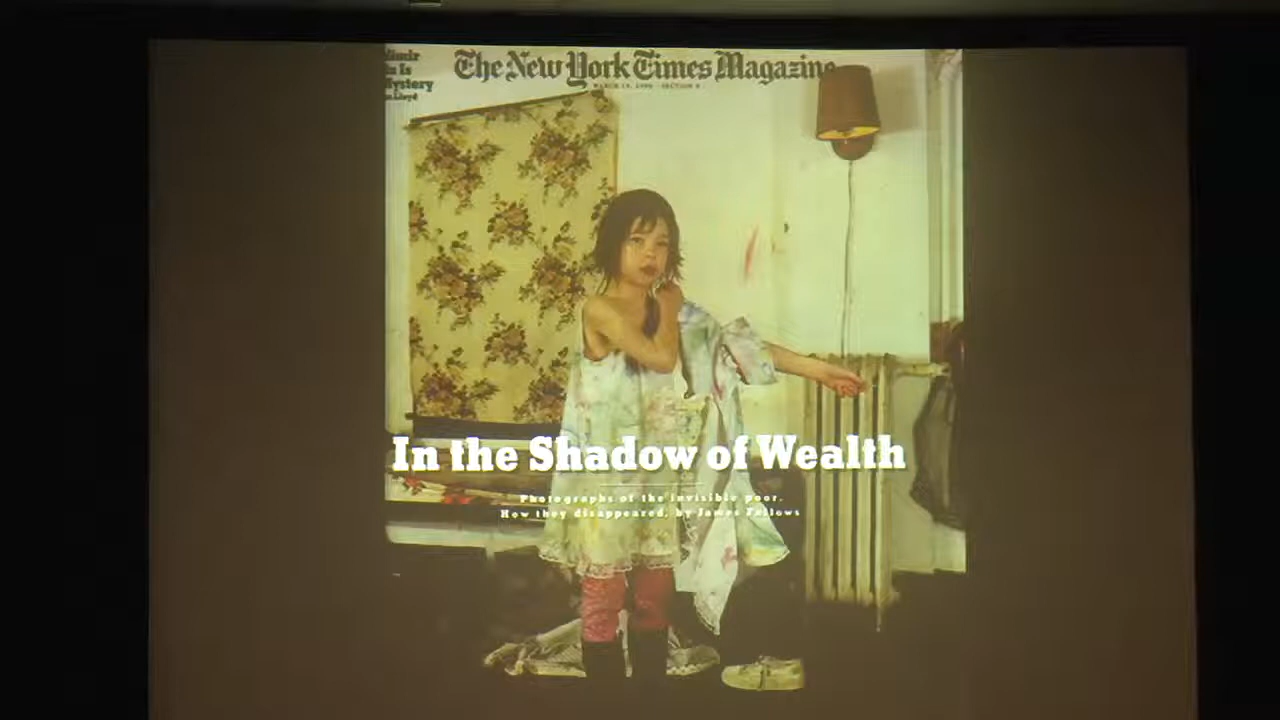 The New York Times Magazine
In the Shadow of Wealth
Photographs of the invisible poor.
How they disappeared, by James Fallows